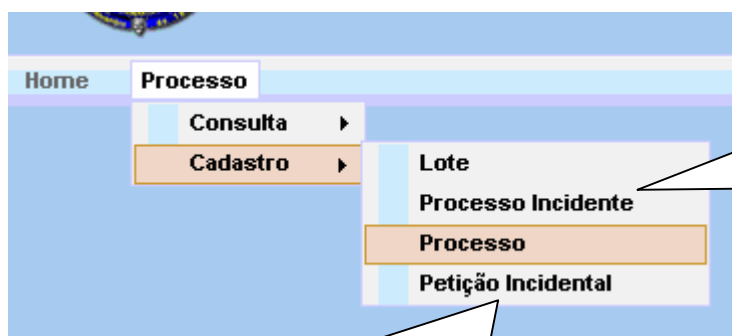 Home Processo
Consulta
Cadastro
Lote
Processo Incidente
Processo
Petição Incidental